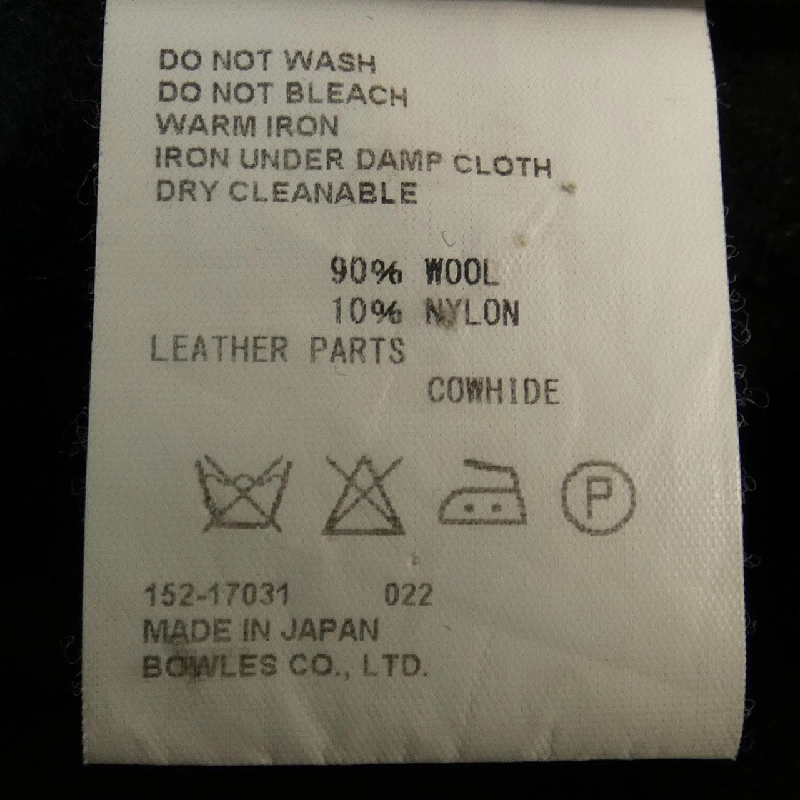 DO NOT WASH
DO NOT BLEACH
WARM IRON
IRON UNDER DAMP CLOTH
DRY CLEANABLE
90% WOOL
10% NYLON
LEATHER PARTS
COWHIDE
P
152-17031 022
MADE IN JAPAN
BOWLES CO., LTD.